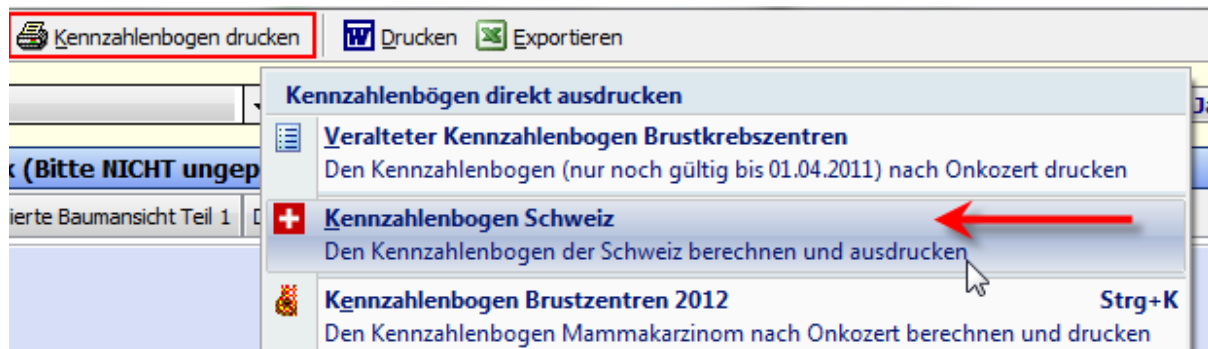 Kennzahlenbogen drucken Drucken Exportieren
Kennzahlenbögen direkt ausdrucken
Veralteter Kennzahlenbogen Brustkrebszentren
(Bitte NICHT ungep
Den Kennzahlenbogen (nur noch gültig bis 01.04.2011) nach Onkozert drucken
ierte Baumansicht Teil 1
Kennzahlenbogen Schweiz
Den Kennzahlenbogen der Schweiz berechnen und ausdrucken
Kennzahlenbogen Brustzentren 2012 Strg+K
Den Kennzahlenbogen Mammakarzinom nach Onkozert berechnen und drucken